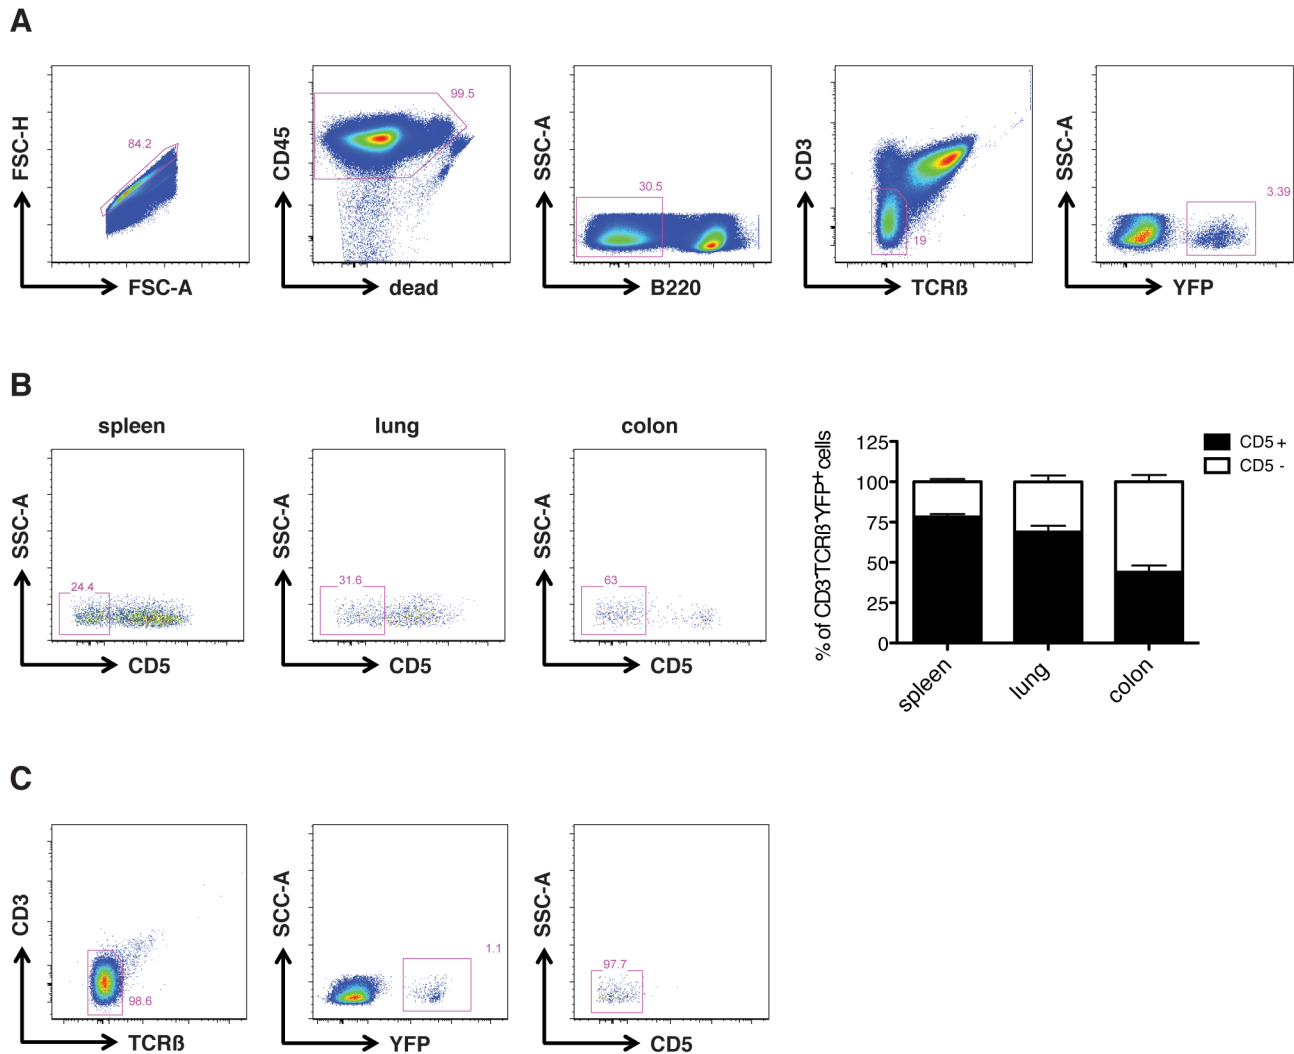 A
FSC-H
84.2
FSC-A
CD45
99.5
dead
SSC-A
30.5
B220
CD3
19
TCRß
SSC-A
3.39
YFP
B
spleen
SSC-A
24.4
CD5
lung
SSC-A
31.6
CD5
colon
SSC-A
63
CD5
% of CD3-TCRß-YFP+cells
125
100
75
50
25
0
spleen
lung
colon
CD5 +
CD5 -
C
CD3
98.6
TCRß
SCC-A
1.1
YFP
SSC-A
97.7
CD5